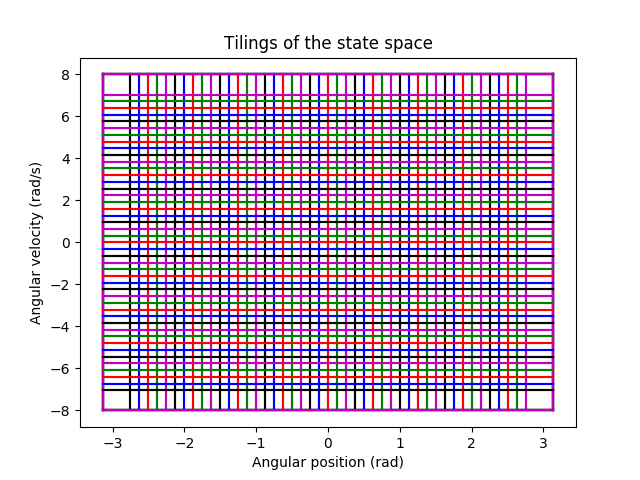 Tilings of the state space
8
6
4
2
0
−2
−4
−6
−8
Angular velocity (rad/s)
−3 −2 −1 0 1 2 3
Angular position (rad)